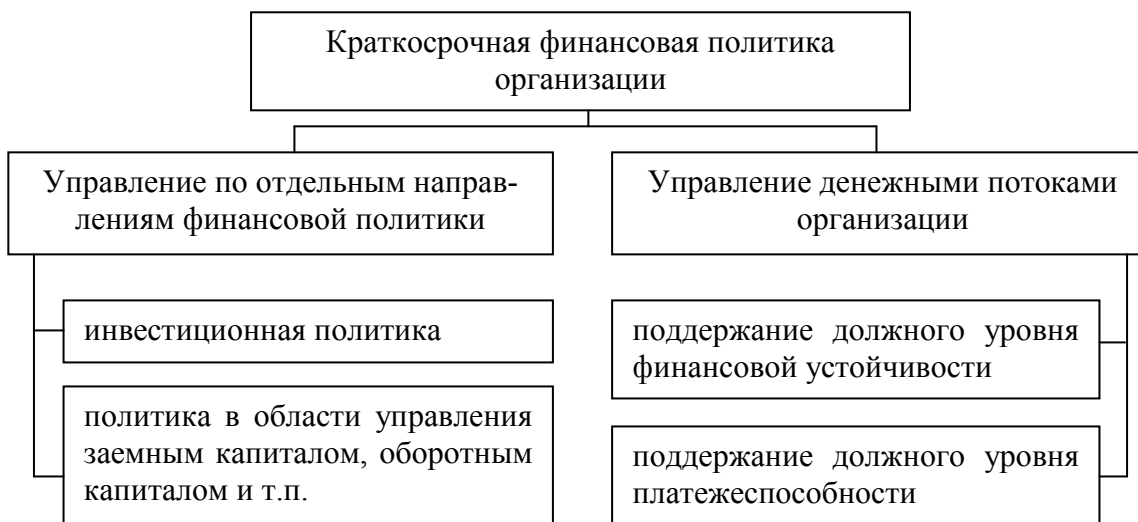 Краткосрочная финансовая политика
организации
Управление по отдельным направ-
лениям финансовой политики
Управление денежными потоками
организации
инвестиционная политика
политика в области управления
заемным капиталом, оборотным
капиталом и т.п.
поддержание должного уровня
финансовой устойчивости
поддержание должного уровня
платежеспособности